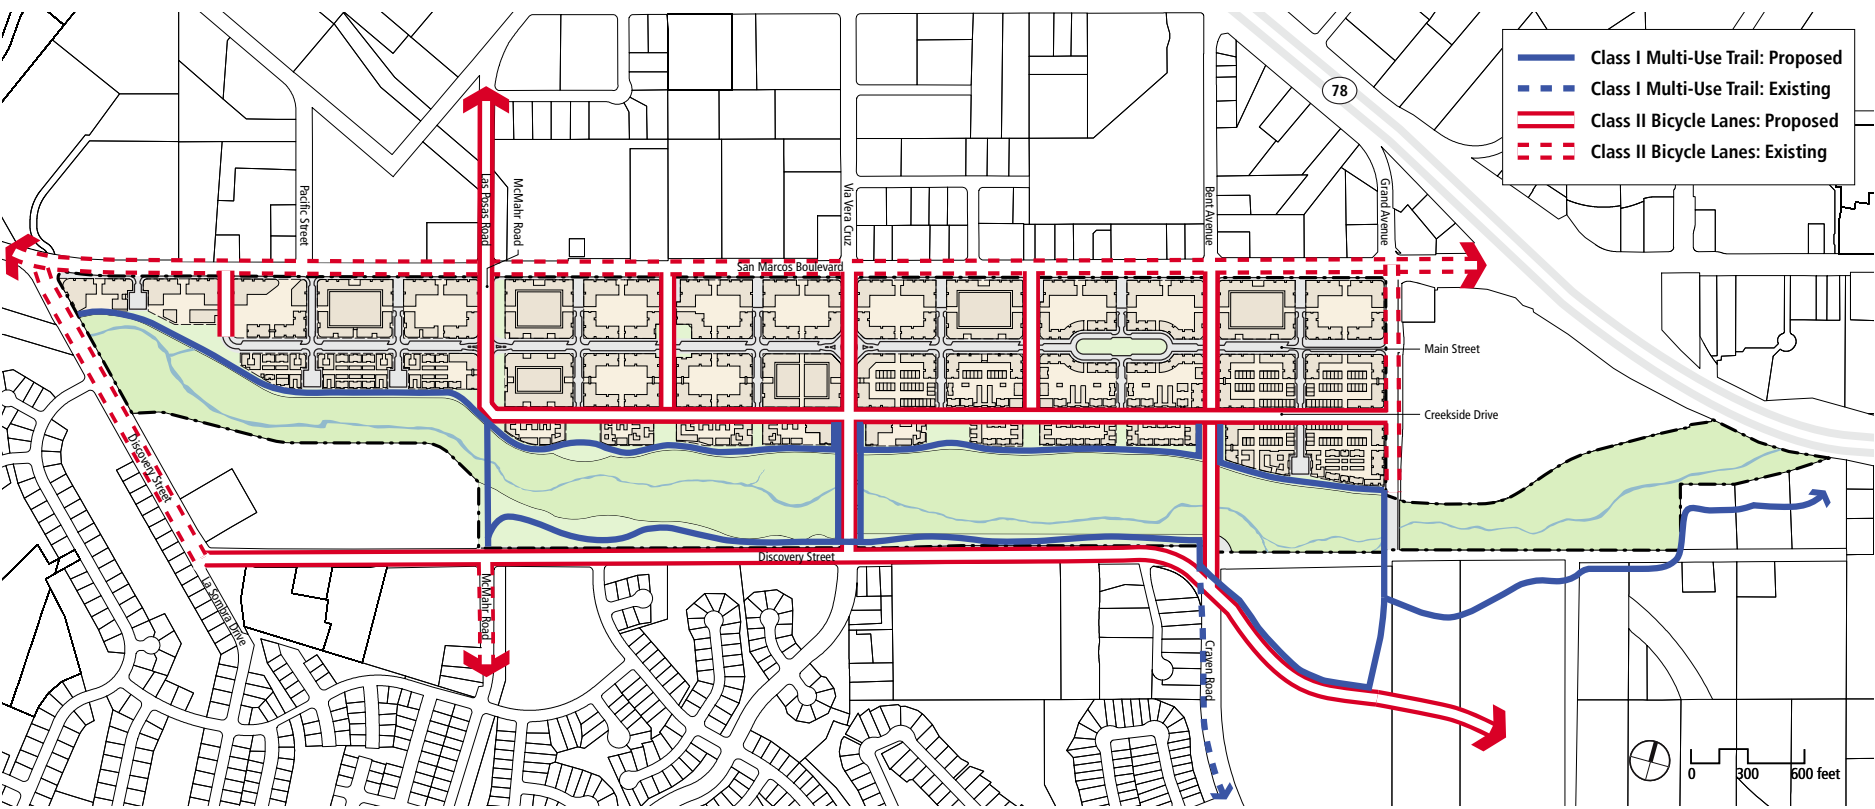 Class I Multi-Use Trail: Proposed
Class I Multi-Use Trail: Existing
Class II Bicycle Lanes: Proposed
Class II Bicycle Lanes: Existing
78
Pacific Street
Las Posas Road
McMahr Road
Via Vera Cruz
Bent Avenue
Grand Avenue
San Marcos Boulevard
Main Street
Creekside Drive
Discovery Street
Discovery Street
La Sombra Drive
McMahr Road
Craven Road
0 300 600 feet